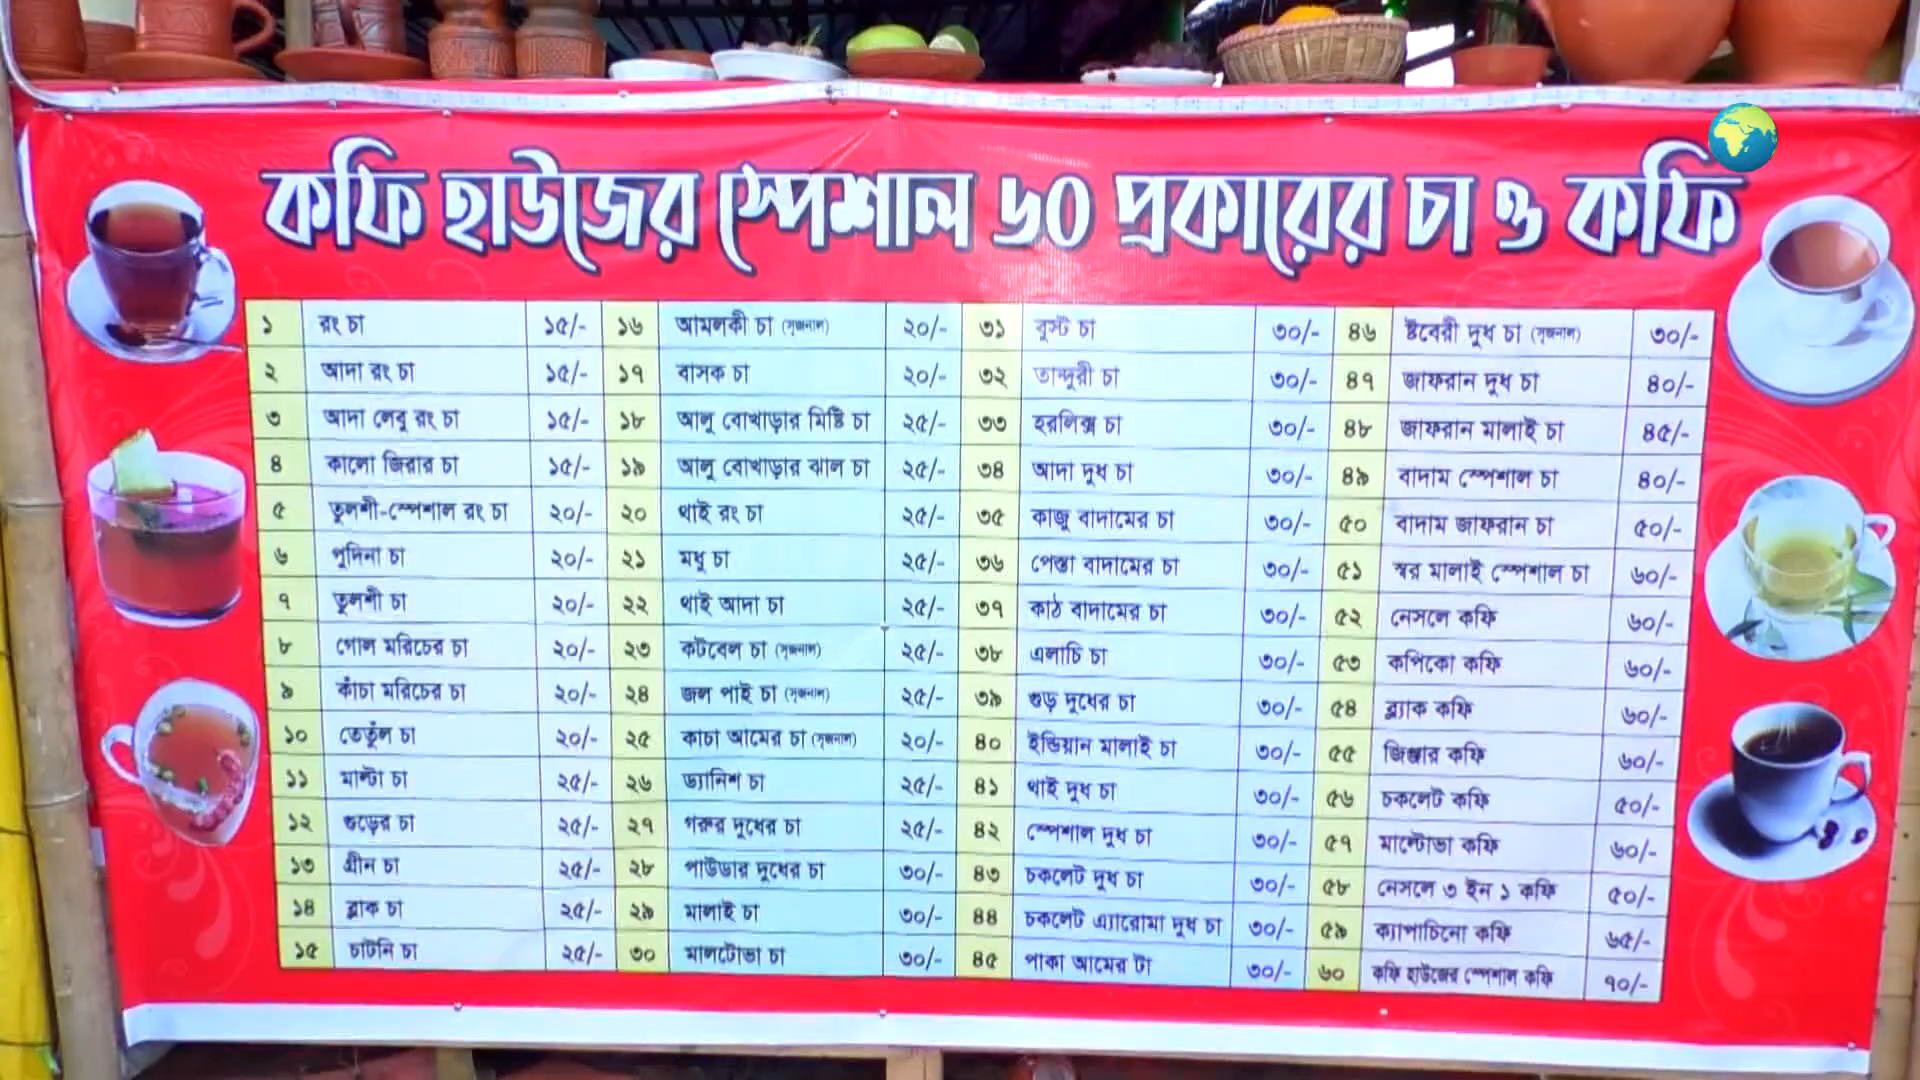 কফি হাউজের স্পেশাল ৬০ প্রকারের চা ও কফি
১ রং চা ১৫/-
২ আদা রং চা ১৫/-
৩ আদা লেবু রং চা ১৫/-
৪ কালো জিরার চা ১৫/-
৫ তুলশী-স্পেশাল রং চা ২০/-
৬ পুদিনা চা ২০/-
৭ তুলশী চা ২০/-
৮ গোল মরিচের চা ২০/-
৯ কাঁচা মরিচের চা ২০/-
১০ তেতুঁল চা ২০/-
১১ মাল্টা চা ২৫/-
১২ গুড়ের চা ২৫/-
১৩ গ্রীন চা ২৫/-
১৪ ব্লাক চা ২৫/-
১৫ চাটনি চা ২৫/-
১৬ আমলকী চা (সৃজনাল) ২০/-
১৭ বাসক চা ২০/-
১৮ আলু বোখাড়ার মিষ্টি চা ২৫/-
১৯ আলু বোখাড়ার ঝাল চা ২৫/-
২০ থাই রং চা ২৫/-
২১ মধু চা ২৫/-
২২ থাই আদা চা ২৫/-
২৩ কটবেল চা (সৃজনাল) ২৫/-
২৪ জল পাই চা (সৃজনাল) ২৫/-
২৫ কাচা আমের চা (সৃজনাল) ২০/-
২৬ ড্যানিশ চা ২৫/-
২৭ গরুর দুধের চা ২৫/-
২৮ পাউডার দুধের চা ৩০/-
২৯ মালাই চা ৩০/-
৩০ মালটোভা চা ৩০/-
৩১ বুস্ট চা ৩০/-
৩২ তান্দুরী চা ৩০/-
৩৩ হরলিক্স চা ৩০/-
৩৪ আদা দুধ চা ৩০/-
৩৫ কাজু বাদামের চা ৩০/-
৩৬ পেস্তা বাদামের চা ৩০/-
৩৭ কাঠ বাদামের চা ৩০/-
৩৮ এলাচি চা ৩০/-
৩৯ গুড় দুধের চা ৩০/-
৪০ ইন্ডিয়ান মালাই চা ৩০/-
৪১ থাই দুধ চা ৩০/-
৪২ স্পেশাল দুধ চা ৩০/-
৪৩ চকলেট দুধ চা ৩০/-
৪৪ চকলেট এ্যারোমা দুধ চা ৩০/-
৪৫ পাকা আমের টা ৩০/-
৪৬ ষ্টবেরী দুধ চা (সৃজনাল) ৩০/-
৪৭ জাফরান দুধ চা ৪০/-
৪৮ জাফরান মালাই চা ৪৫/-
৪৯ বাদাম স্পেশাল চা ৪০/-
৫০ বাদাম জাফরান চা ৫০/-
৫১ স্বর মালাই স্পেশাল চা ৬০/-
৫২ নেসলে কফি ৬০/-
৫৩ কপিকো কফি ৬০/-
৫৪ ব্ল্যাক কফি ৬০/-
৫৫ জিঞ্জার কফি ৬০/-
৫৬ চকলেট কফি ৫০/-
৫৭ মাল্টোভা কফি ৬০/-
৫৮ নেসলে ৩ ইন ১ কফি ৫০/-
৫৯ ক্যাপাচিনো কফি ৬৫/-
৬০ কফি হাউজের স্পেশাল কফি ৭০/-